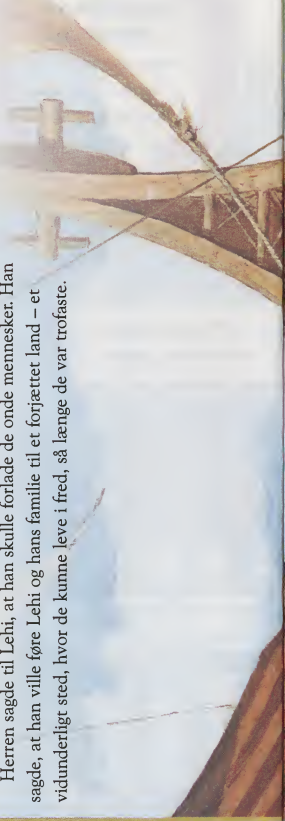 Herren sagde til Lehi, at han skulle forlade de onde mennesker. Han
sagde, at han ville føre Lehi og hans familie til et forjættet land – et
vidunderligt sted, hvor de kunne leve i fred, så længe de var trofaste.